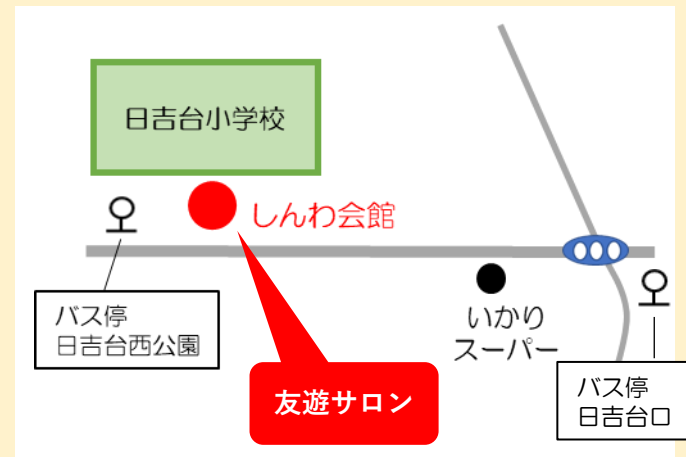 日吉台小学校
しんわ会館
バス停
日吉台西公園
いかり
スーパー
友遊サロン
バス停
日吉台口